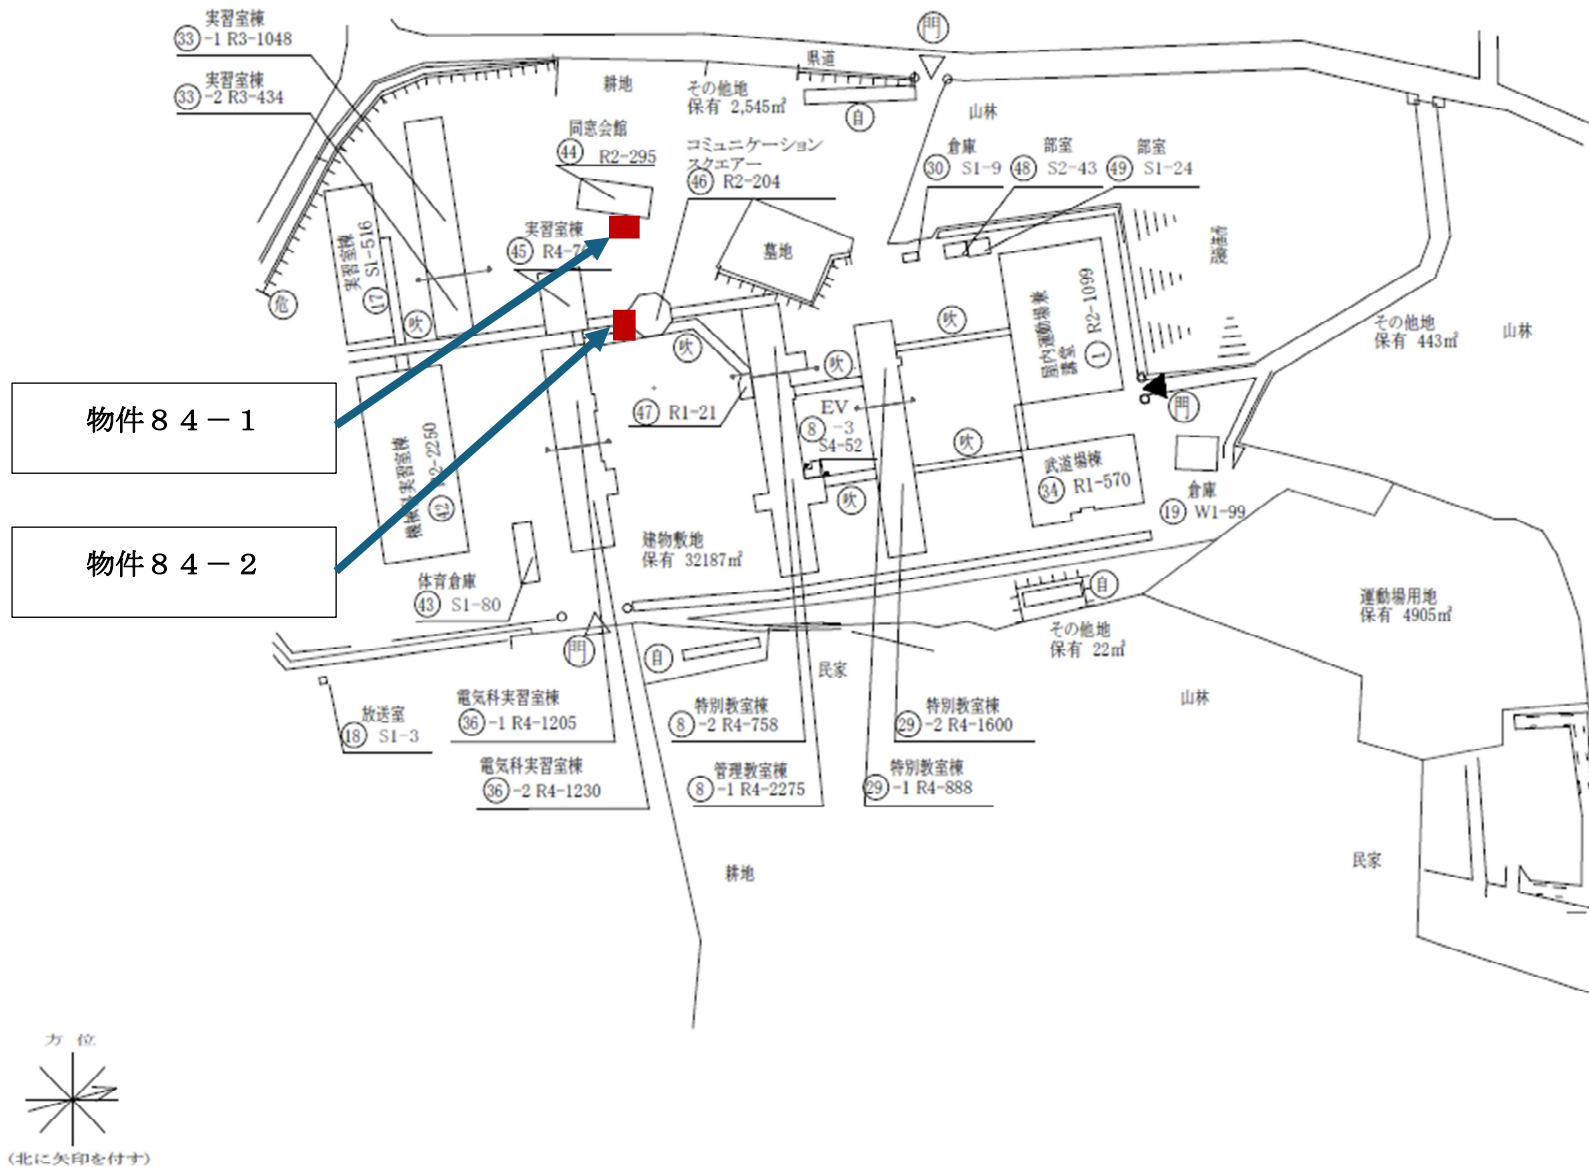 実習室棟
33 -1 R3-1048
実習室棟
33 -2 R3-434
門
県道
耕地
その他地
保有 2,545㎡
自
山林
同窓会館
44 R2-295
コミュニケーション
スクエアー
46 R2-204
倉庫
30 S1-9
部室
48 S2-43
部室
49 S1-24
実習室棟
45 R4-7
墓地
実習室棟
17 S1-516
危
吹
吹
吹
吹
屋内運動場兼
講堂
1 R2-1099
その他地
保有 443㎡
山林
物件８４－１
47 R1-21
EV
8 -3
S4-52
門
吹
吹
武道場棟
34 R1-570
倉庫
19 W1-99
42 2-2250
物件８４－２
建物敷地
保有 32187㎡
体育倉庫
43 S1-80
自
運動場用地
保有 4905㎡
その他地
保有 22㎡
門
自
民家
山林
放送室
18 S1-3
電気科実習室棟
36 -1 R4-1205
特別教室棟
8 -2 R4-758
特別教室棟
29 -2 R4-1600
電気科実習室棟
36 -2 R4-1230
管理教室棟
8 -1 R4-2275
特別教室棟
29 -1 R4-888
耕地
民家
方位
(北に矢印を付す)